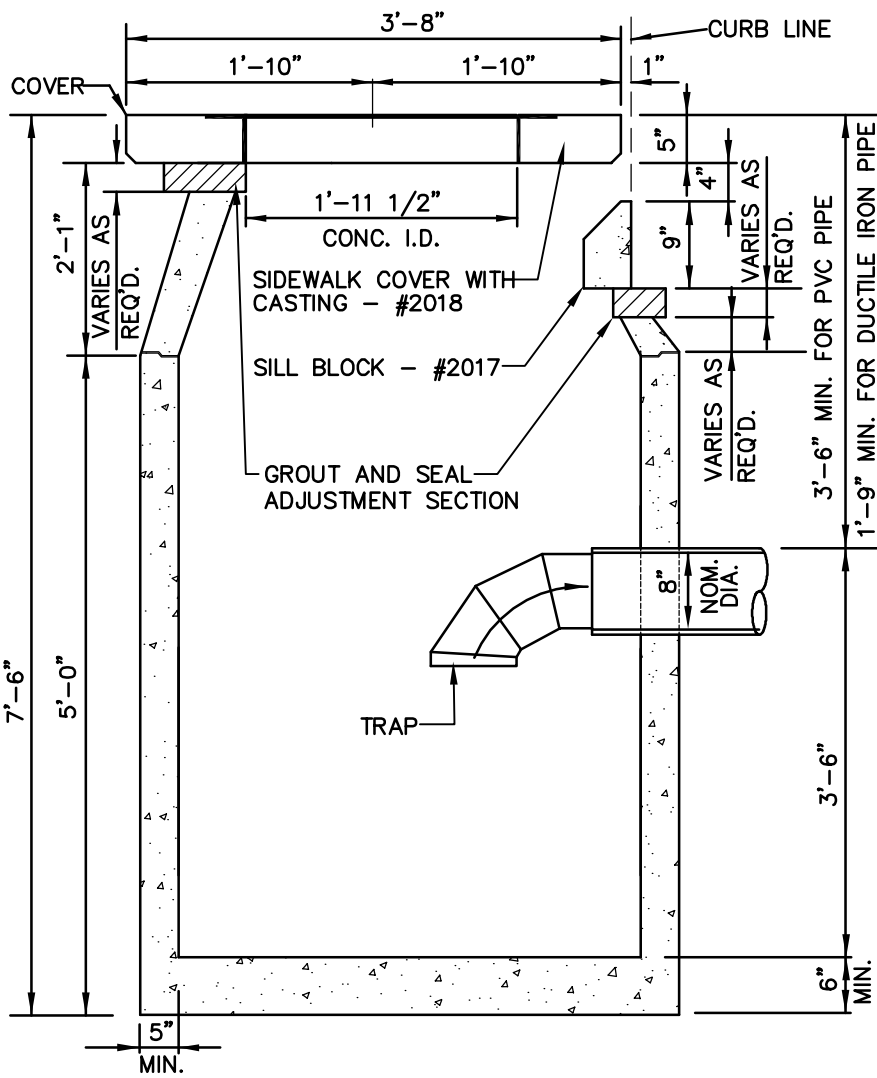 3'-8"
CURB LINE
1'-10"
1'-10"
1"
COVER
5"
4"
9"
VARIES AS
REQ'D.
2'-1"
VARIES AS
REQ'D.
1'-11 1/2"
CONC. I.D.
SIDEWALK COVER WITH
CASTING - #2018
SILL BLOCK - #2017
VARIES AS
REQ'D.
3'-6" MIN. FOR PVC PIPE
1'-9" MIN. FOR DUCTILE IRON PIPE
GROUT AND SEAL
ADJUSTMENT SECTION
8"
NOM.
DIA.
TRAP
7'-6"
5'-0"
3'-6"
6"
MIN.
5"
MIN.